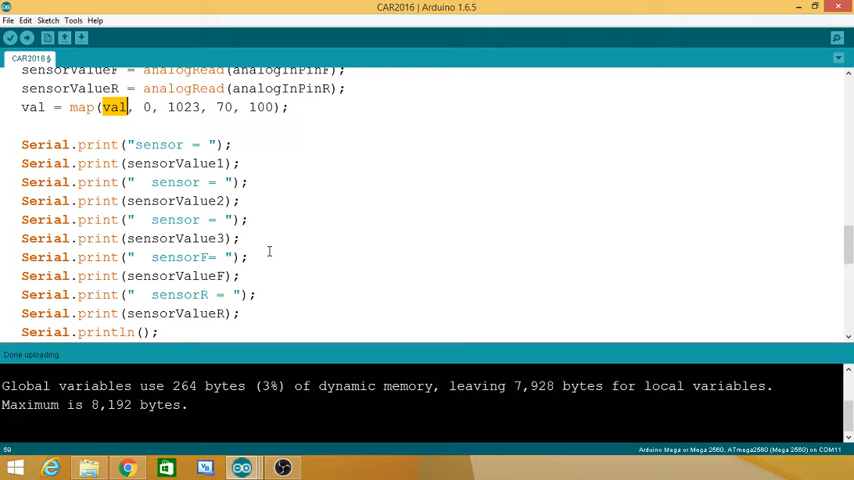 CAR2016 | Arduino 1.6.5
File Edit Sketch Tools Help
CAR2016 §
sensorValueF = analogRead(analogInPinF);
sensorValueR = analogRead(analogInPinR);
val = map(val, 0, 1023, 70, 100);
Serial.print("sensor = ");
Serial.print(sensorValue1);
Serial.print("  sensor = ");
Serial.print(sensorValue2);
Serial.print("  sensor = ");
Serial.print(sensorValue3);
Serial.print("  sensorF= ");
Serial.print(sensorValueF);
Serial.print("  sensorR = ");
Serial.print(sensorValueR);
Serial.println();
Done uploading.
Global variables use 264 bytes (3%) of dynamic memory, leaving 7,928 bytes for local variables.
Maximum is 8,192 bytes.
59
Arduino Mega or Mega 2560, ATmega2560 (Mega 2560) on COM11